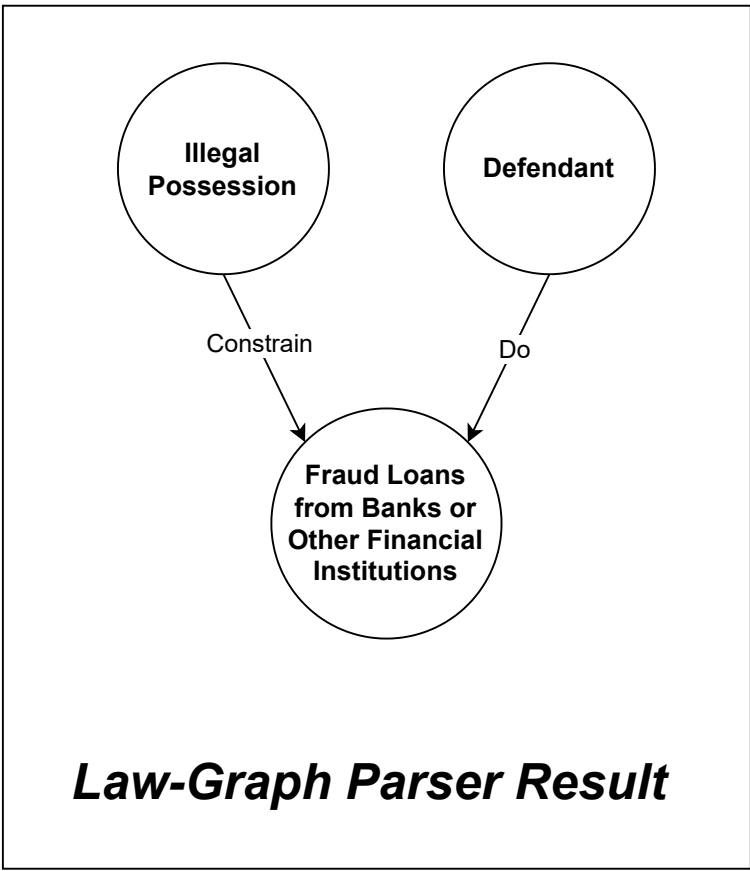 Illegal
Possession
Defendant
Constrain
Do
Fraud Loans
from Banks or
Other Financial
Institutions
Law-Graph Parser Result